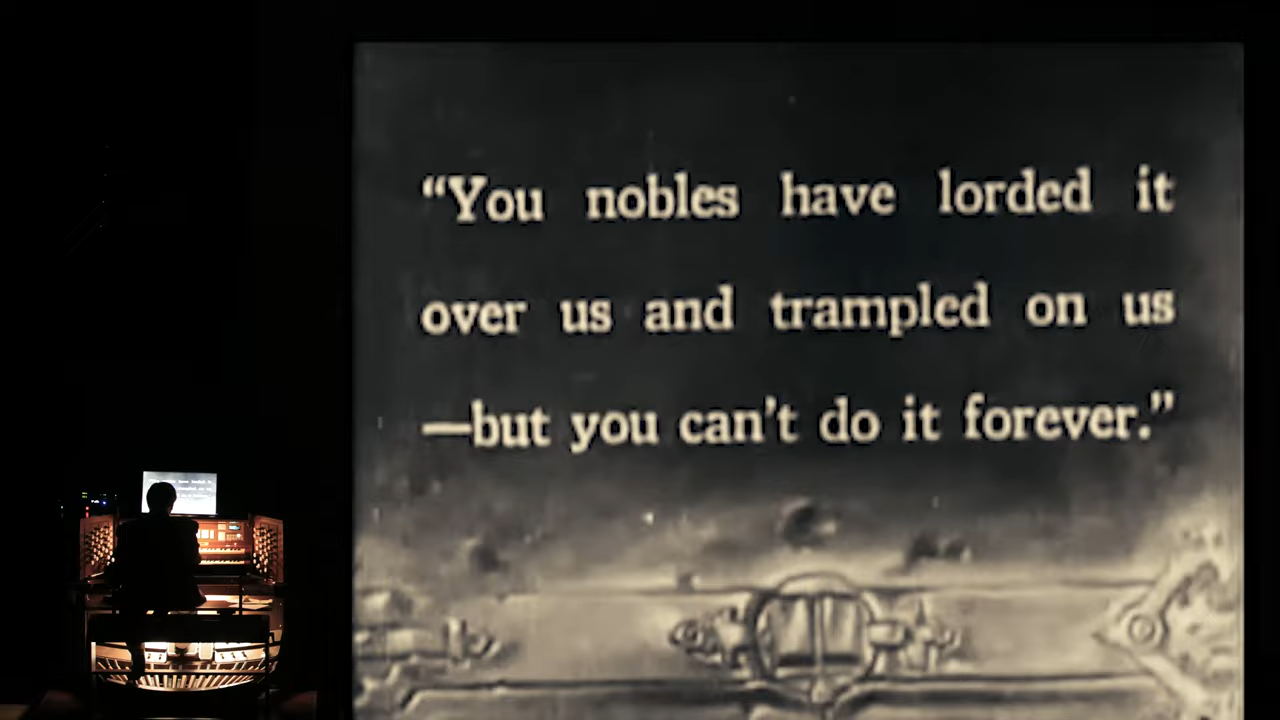 “You nobles have lorded it
over us and trampled on us
—but you can't do it forever.”